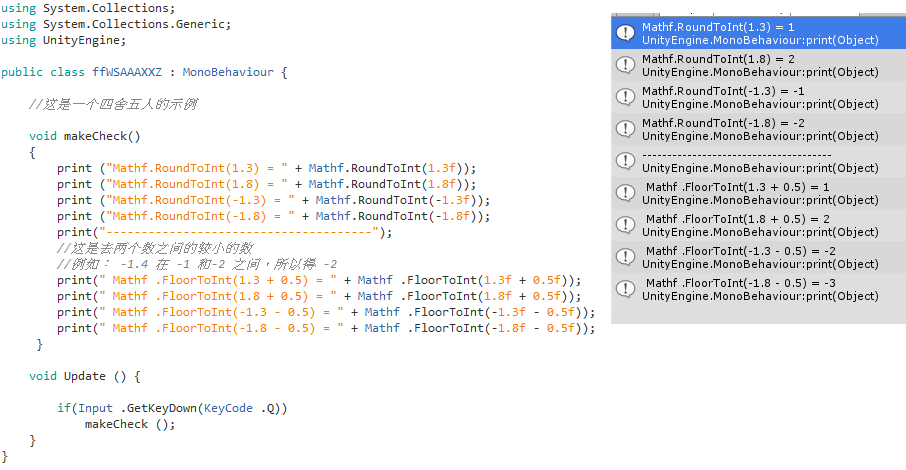 using System.Collections;
using System.Collections.Generic;
using UnityEngine;
public class ffWSAAAXXZ : MonoBehaviour {
//这是一个四舍五人的示例
void makeCheck()
{
print ("Mathf.RoundToInt(1.3) = " + Mathf.RoundToInt(1.3f));
print ("Mathf.RoundToInt(1.8) = " + Mathf.RoundToInt(1.8f));
print ("Mathf.RoundToInt(-1.3) = " + Mathf.RoundToInt(-1.3f));
print ("Mathf.RoundToInt(-1.8) = " + Mathf.RoundToInt(-1.8f));
print("--------------------------------------");
//这是去两个数之间的较小的数
//例知： -1.4 在 -1 和-2 之间，所以得 -2
print(" Mathf .FloorToInt(1.3 + 0.5) = " + Mathf .FloorToInt(1.3f + 0.5f));
print(" Mathf .FloorToInt(1.8 + 0.5) = " + Mathf .FloorToInt(1.8f + 0.5f));
print(" Mathf .FloorToInt(-1.3 - 0.5) = " + Mathf .FloorToInt(-1.3f - 0.5f));
print(" Mathf .FloorToInt(-1.8 - 0.5) = " + Mathf .FloorToInt(-1.8f - 0.5f));
}
void Update () {
if(Input .GetKeyDown(KeyCode .Q))
makeCheck ();
}
}
Mathf.RoundToInt(1.3) = 1
UnityEngine.MonoBehaviour:print(Object)
Mathf.RoundToInt(1.8) = 2
UnityEngine.MonoBehaviour:print(Object)
Mathf.RoundToInt(-1.3) = -1
UnityEngine.MonoBehaviour:print(Object)
Mathf.RoundToInt(-1.8) = -2
UnityEngine.MonoBehaviour:print(Object)
--------------------------------------
UnityEngine.MonoBehaviour:print(Object)
Mathf .FloorToInt(1.3 + 0.5) = 1
UnityEngine.MonoBehaviour:print(Object)
Mathf .FloorToInt(1.8 + 0.5) = 2
UnityEngine.MonoBehaviour:print(Object)
Mathf .FloorToInt(-1.3 - 0.5) = -2
UnityEngine.MonoBehaviour:print(Object)
Mathf .FloorToInt(-1.8 - 0.5) = -3
UnityEngine.MonoBehaviour:print(Object)